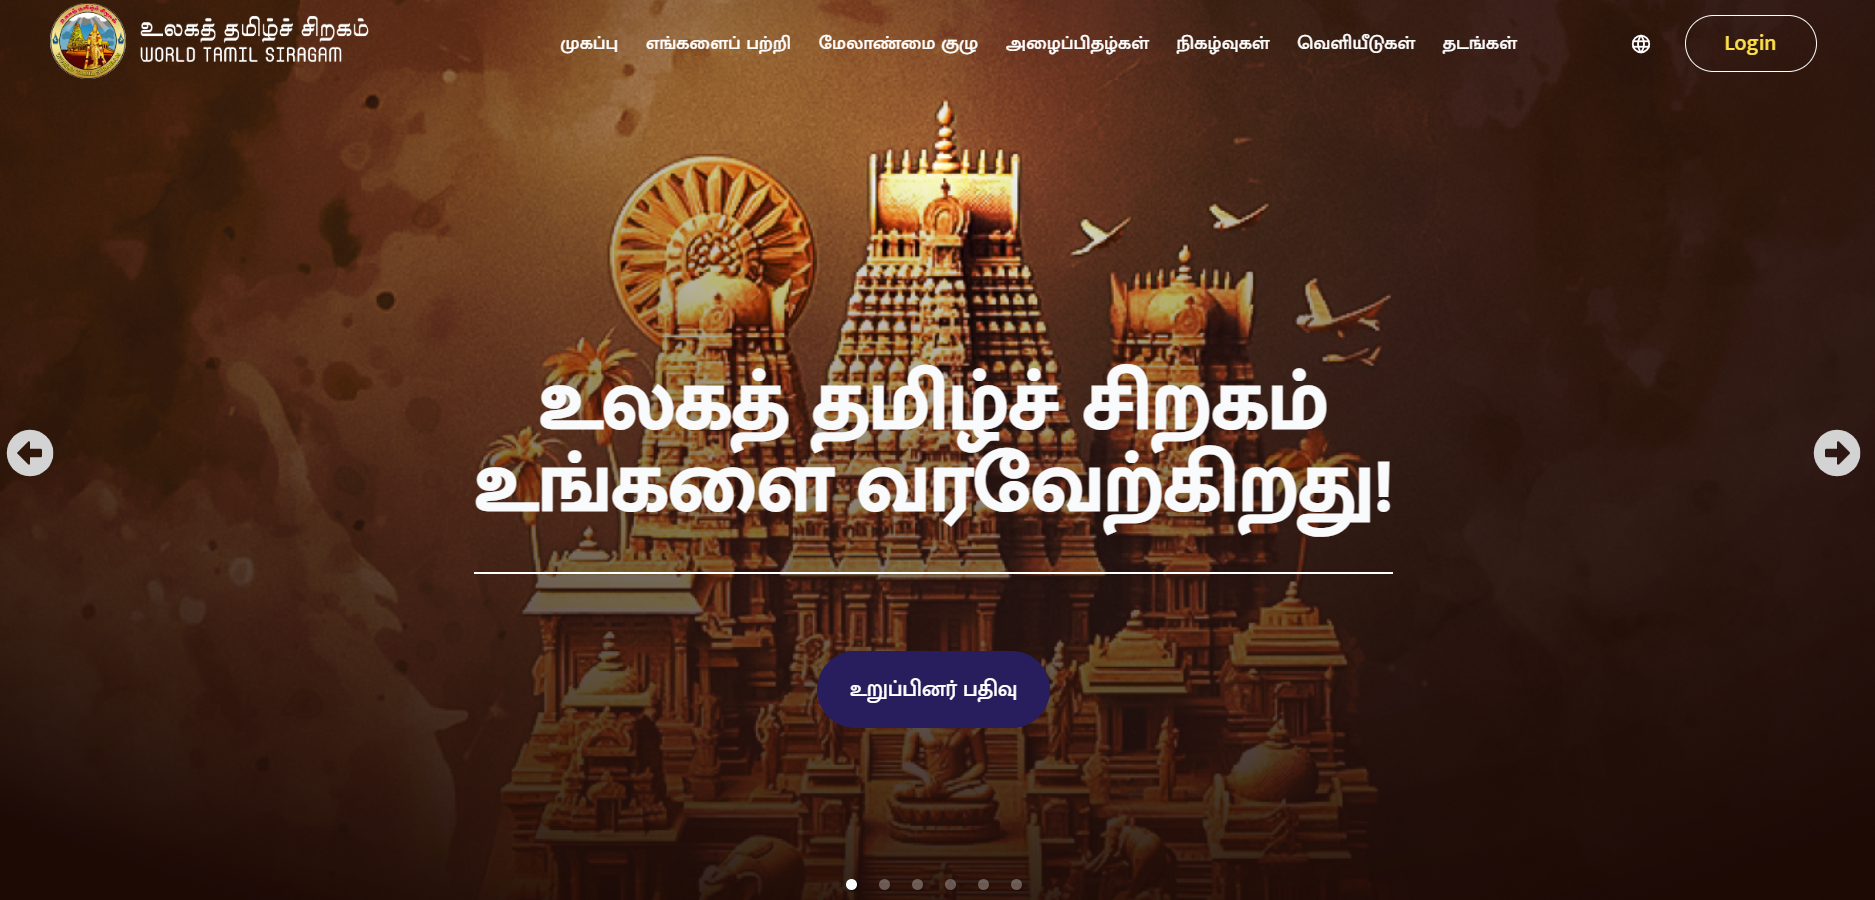 உலகத் தமிழ்ச் சிறகம்
WORLD TAMIL SIRAGAM
முகப்பு எங்களைப் பற்றி மேலாண்மை குழு அழைப்பிதழ்கள் நிகழ்வுகள் வெளியீடுகள் தடங்கள் Login
உலகத் தமிழ்ச் சிறகம்
உங்களை வரவேற்கிறது!
உறுப்பினர் பதிவு